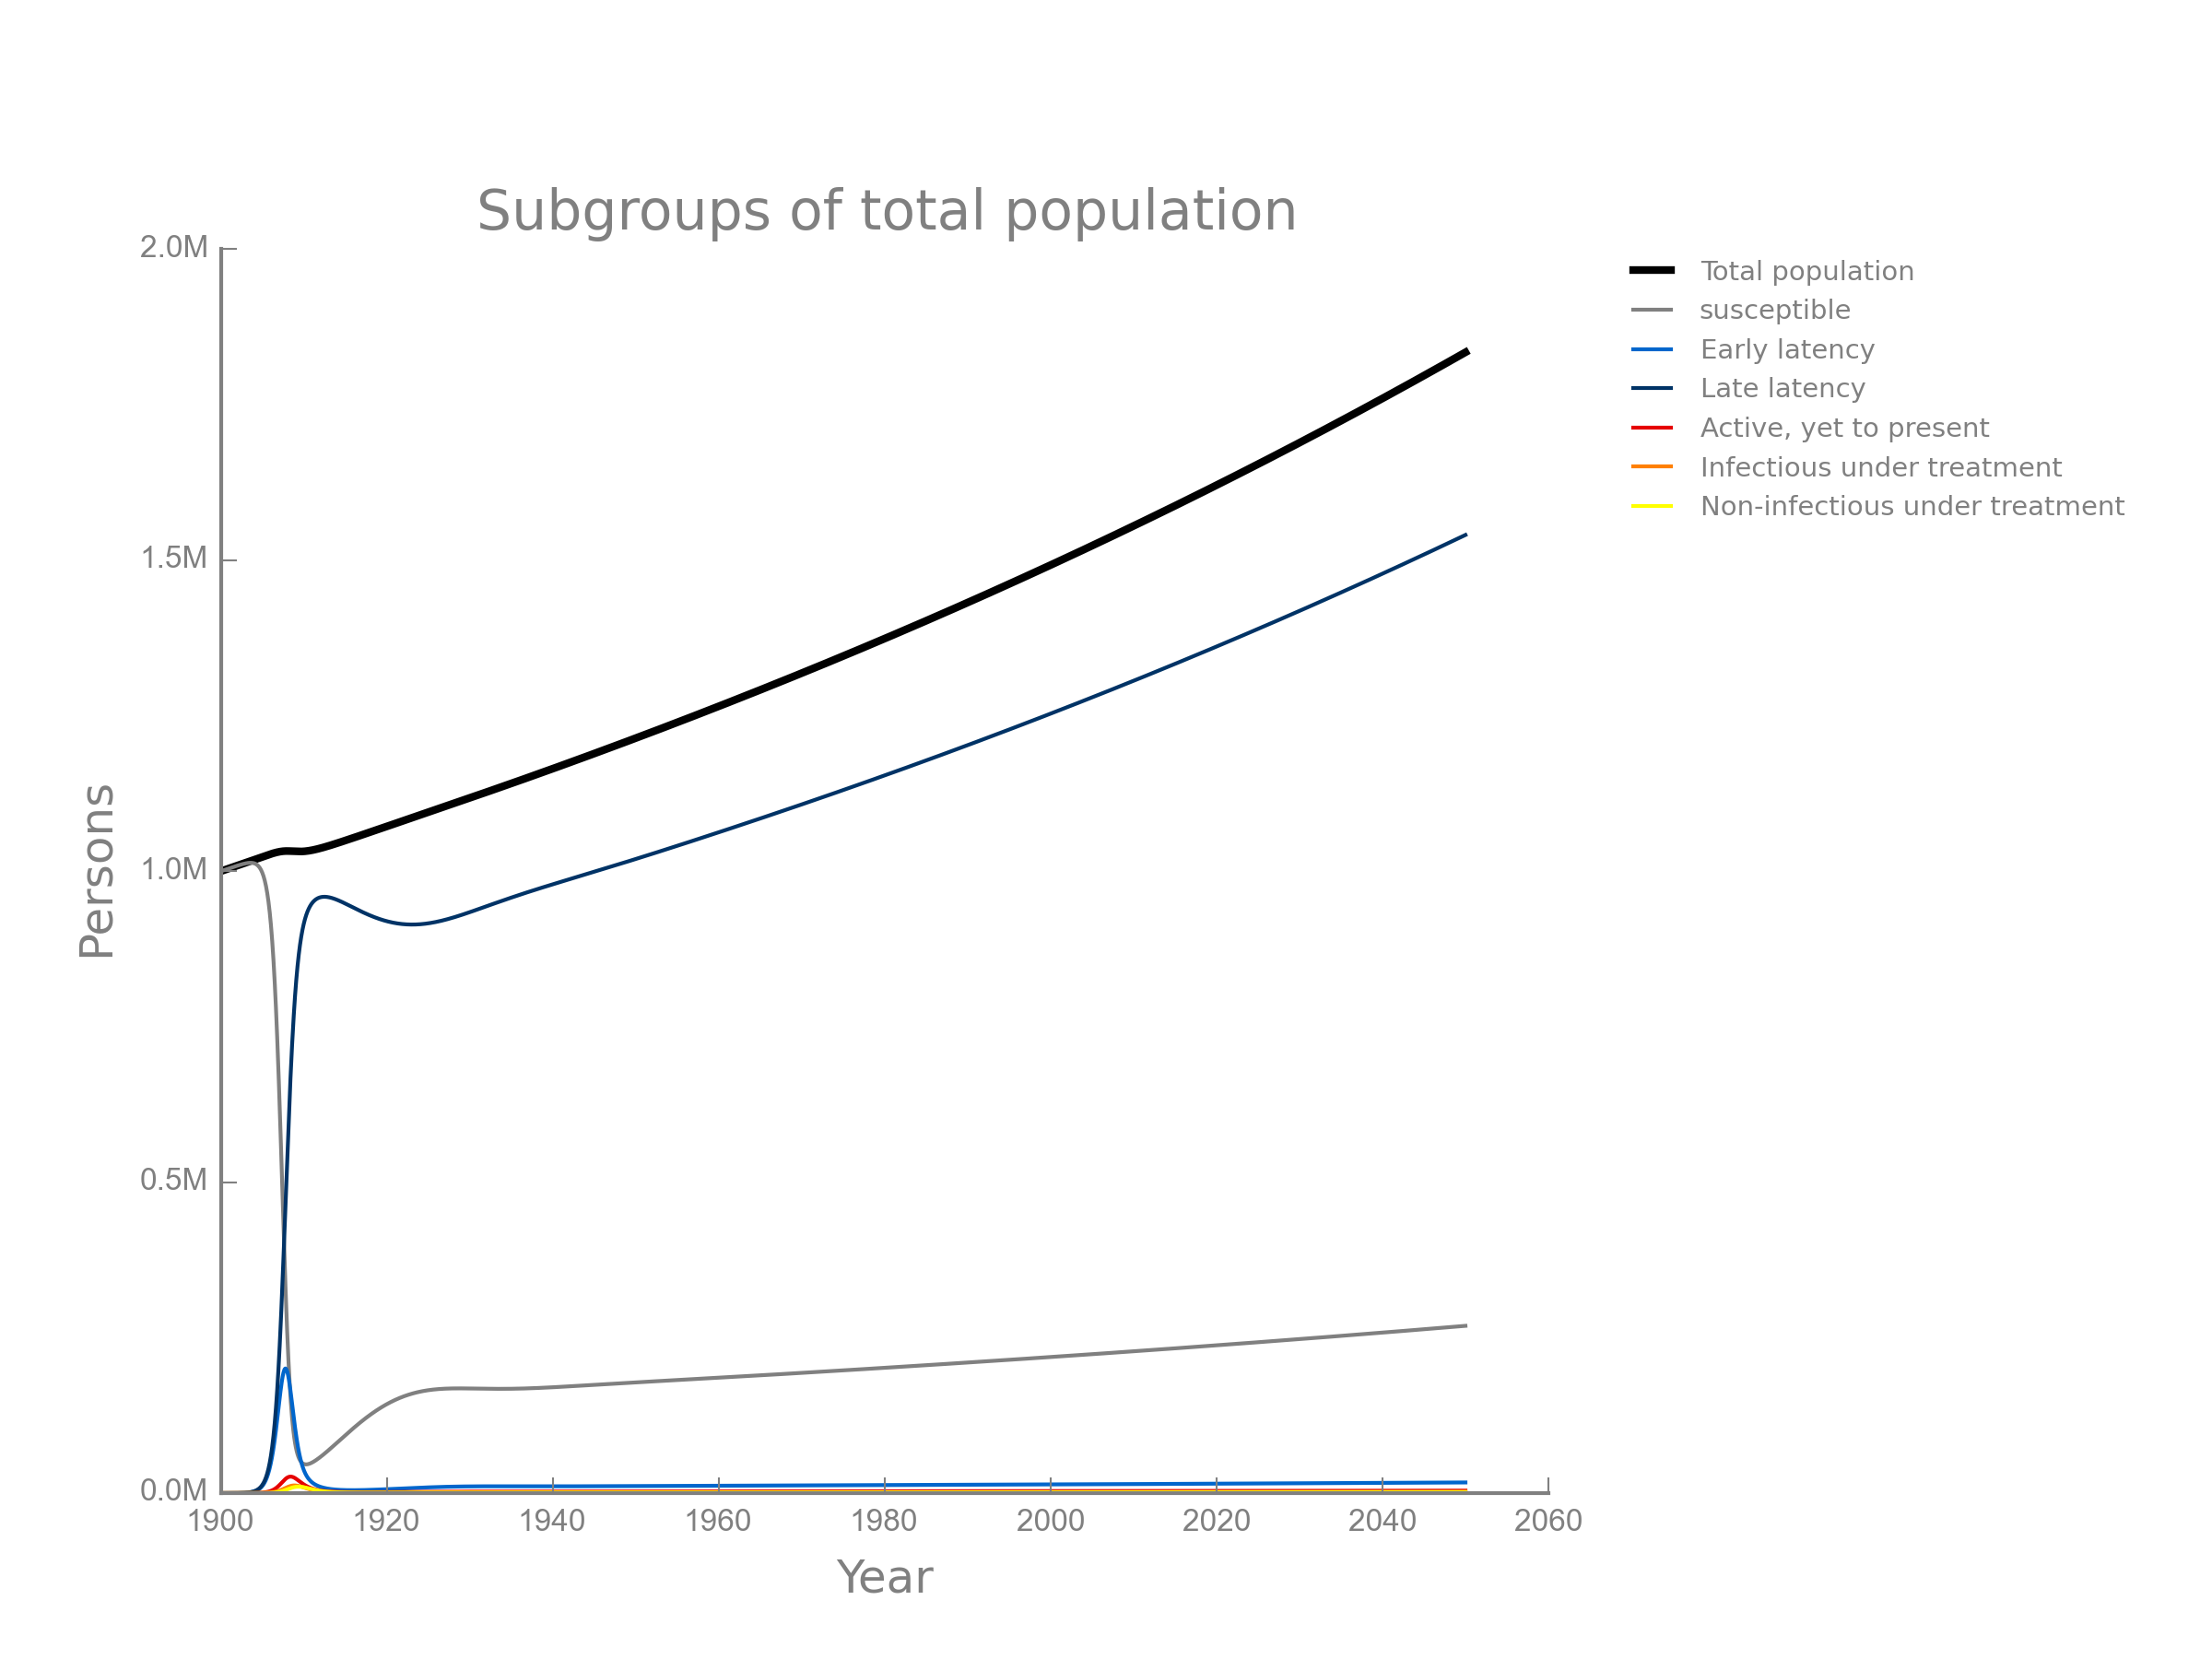 Subgroups of total population
2.0M
1.5M
1.0M
0.5M
0.0M
Persons
1900 1920 1940 1960 1980 2000 2020 2040 2060
Year
Total population
susceptible
Early latency
Late latency
Active, yet to present
Infectious under treatment
Non-infectious under treatment